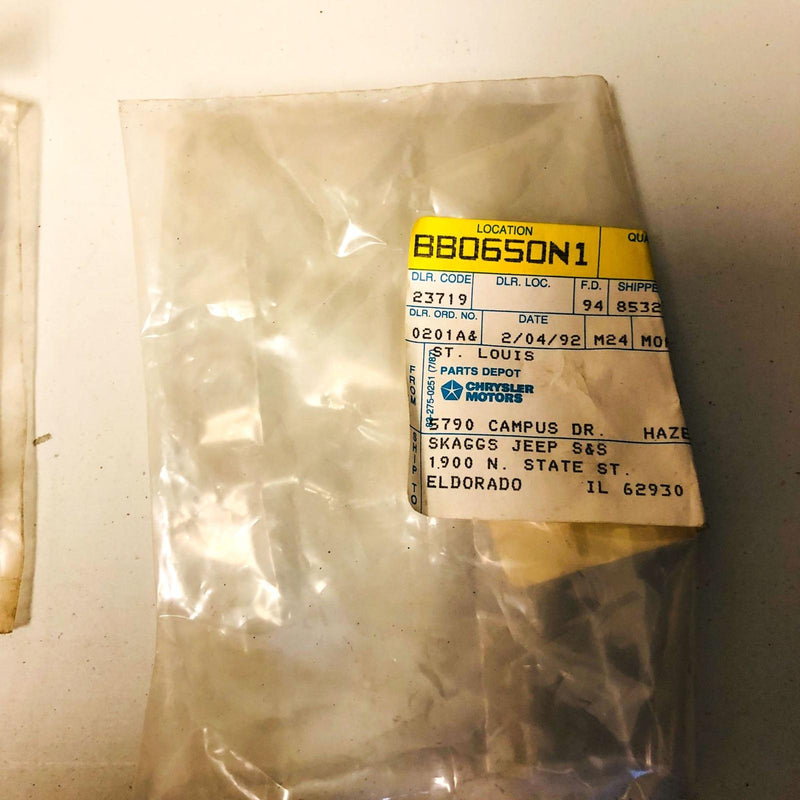 LOCATION
BB0650N1
DLR. CODE DLR. LOC. F.D.
23719 94 8532
DLR. ORD. NO. DATE
0201A& 2/04/92 M24
ST. LOUIS
PARTS DEPOT
CHRYSLER
MOTORS
FROM
5790 CAMPUS DR. HAZE
SHIP TO
SKAGGS JEEP S&S
1900 N. STATE ST.
ELDORADO IL 62930